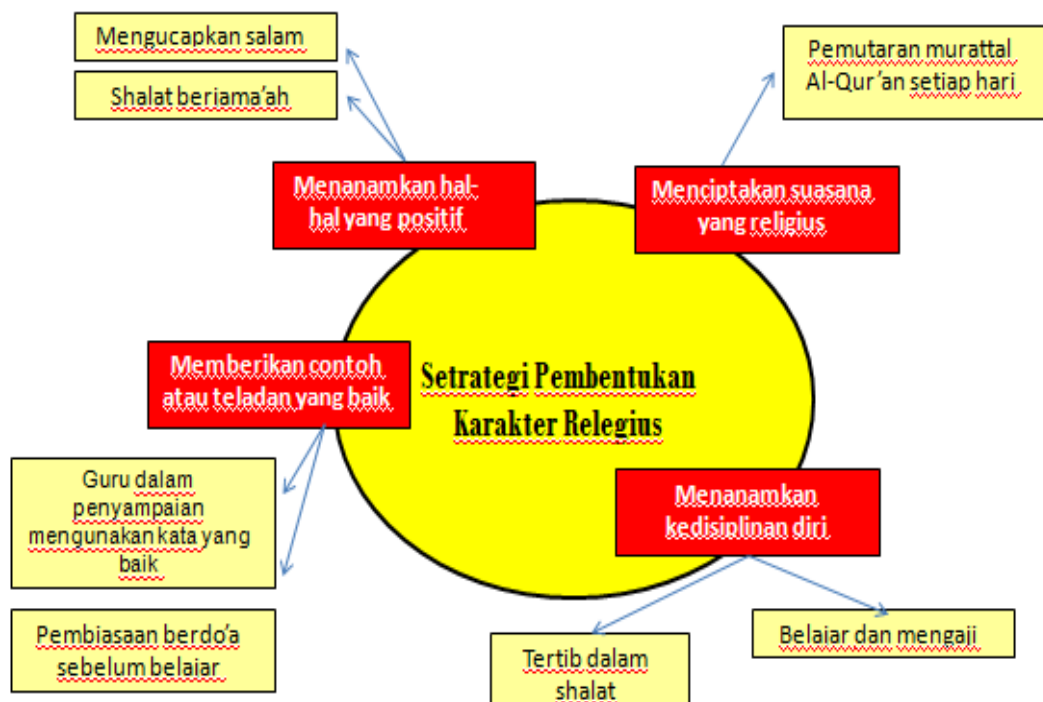 Mengucapkan salam
Shalat berjama'ah
Pemutaran murattal
Al-Qur'an setiap hari
Menanamkan hal-
hal yang positif
Menciptakan suasana
yang religius
Memberikan contoh
atau teladan yang baik
Setrategi Pembentukan
Karakter Relegius
Guru dalam
penyampaian
mengunakan kata yang
baik
Menanamkan
kedisiplinan diri
Pembiasaan berdo'a
sebelum belajar
Tertib dalam
shalat
Belajar dan mengaji